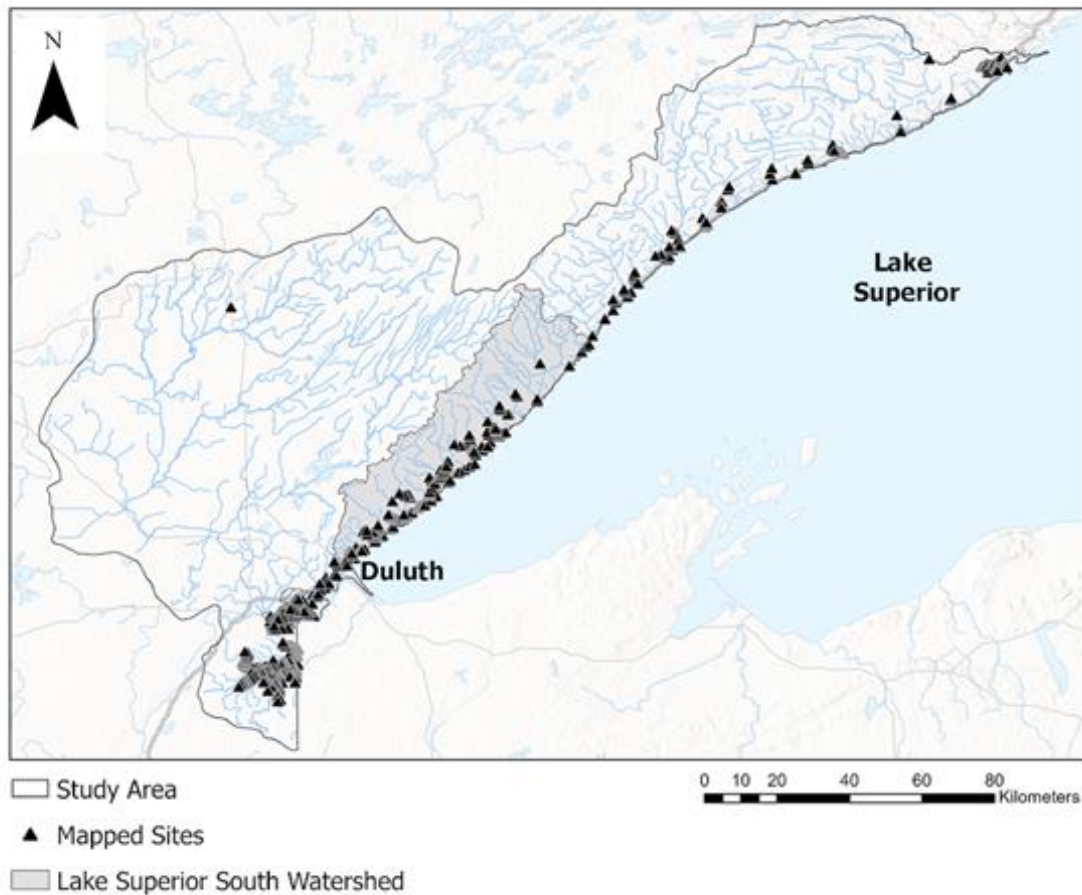 N
Lake
Superior
Duluth
Study Area
0 10 20 40 60 80
Kilometers
Mapped Sites
Lake Superior South Watershed